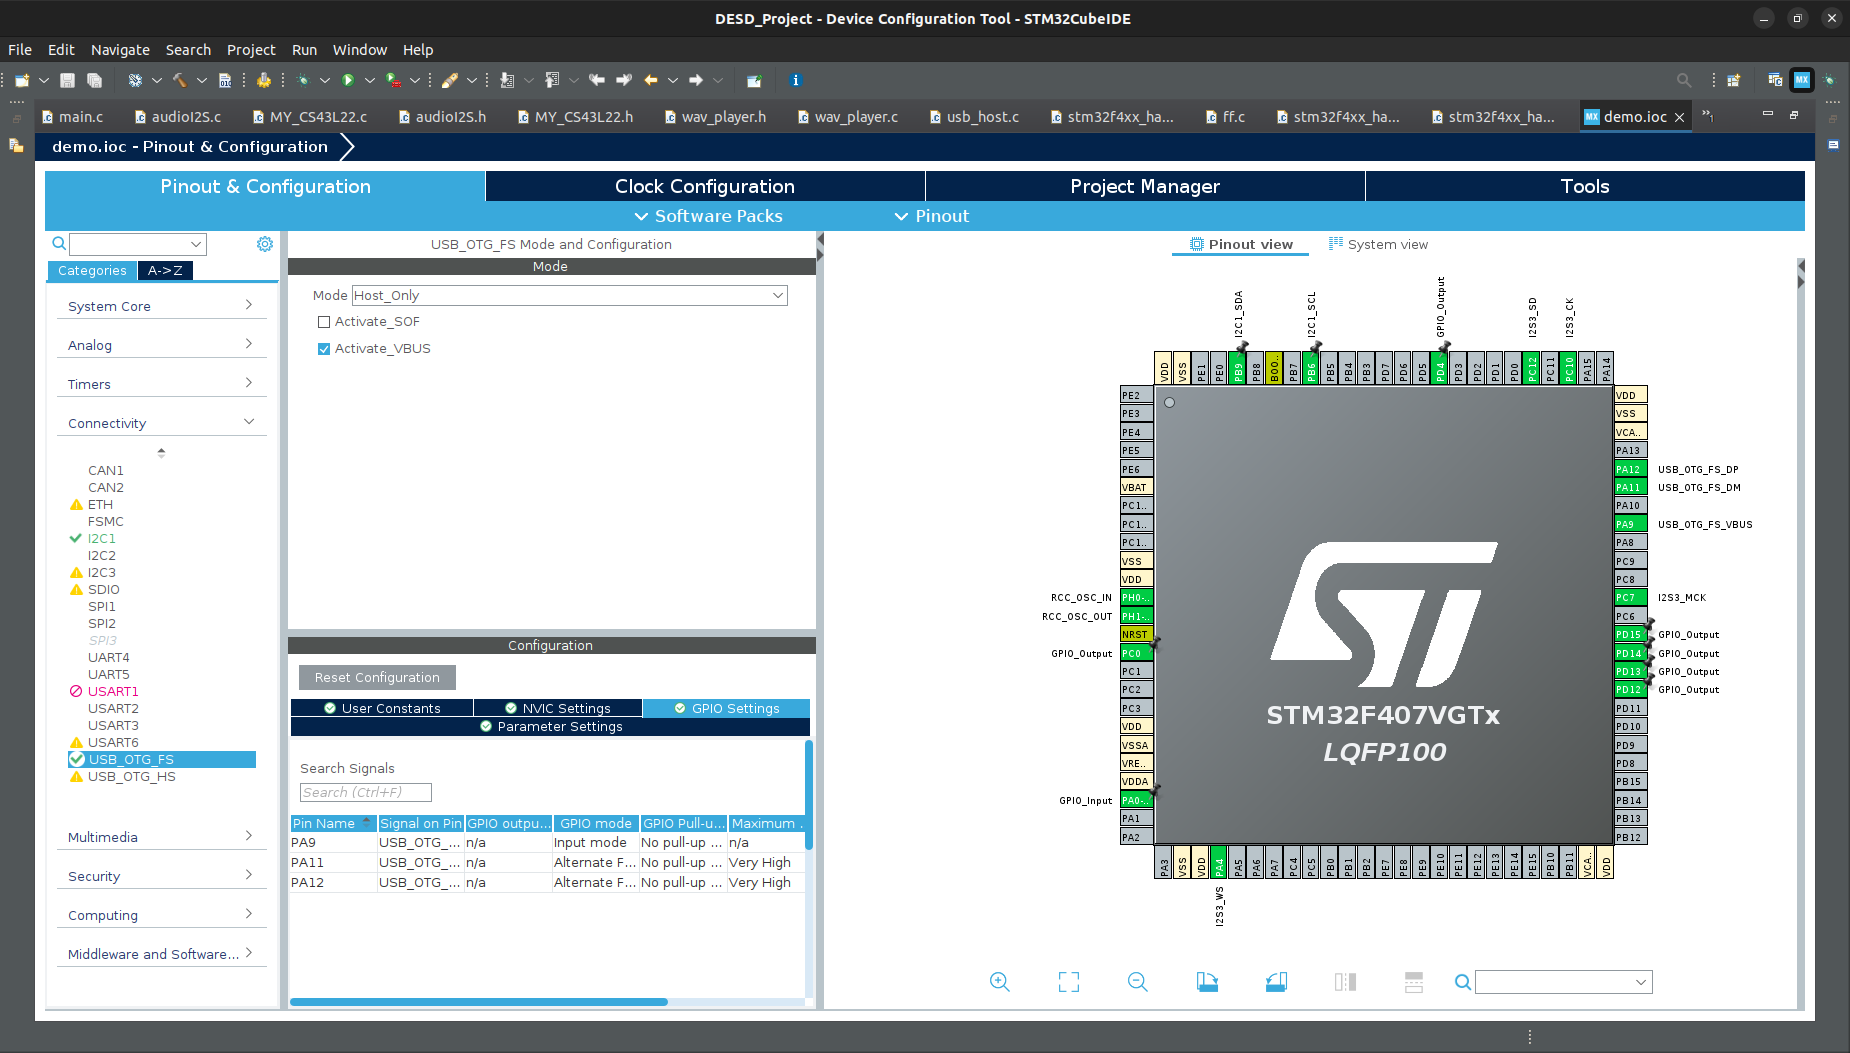 DESD_Project - Device Configuration Tool - STM32CubeIDE
File Edit Navigate Search Project Run Window Help
main.c audioI2S.c MY_CS43L22.c audioI2S.h MY_CS43L22.h wav_player.h wav_player.c usb_host.c stm32f4xx_ha... ff.c stm32f4xx_ha... stm32f4xx_ha... MX demo.ioc
demo.ioc - Pinout & Configuration
Pinout & Configuration Clock Configuration Project Manager Tools
Software Packs Pinout
Categories A->Z
System Core
Analog
Timers
Connectivity
CAN1
CAN2
ETH
FSMC
I2C1
I2C2
I2C3
SDIO
SPI1
SPI2
SPI3
UART4
UART5
USART1
USART2
USART3
USART6
USB_OTG_FS
USB_OTG_HS
Multimedia
Security
Computing
Middleware and Software...
USB_OTG_FS Mode and Configuration
Mode
Mode Host_Only
Activate_SOF
Activate_VBUS
Configuration
Reset Configuration
User Constants NVIC Settings GPIO Settings
Parameter Settings
Search Signals
Search (Ctrl+F)
Pin Name Signal on Pin GPIO outpu... GPIO mode GPIO Pull-u... Maximum .
PA9 USB_OTG_... n/a Input mode No pull-up ... n/a
PA11 USB_OTG_... n/a Alternate F... No pull-up ... Very High
PA12 USB_OTG_... n/a Alternate F... No pull-up ... Very High
Pinout view System view
I2C1_SDA I2C1_SCL GPIO_Output I2S3_SD I2S3_CK
VDD VSS PE1 PE0 PB9 PB8 BOO.. PB7 PB6 PB5 PB4 PB3 PD7 PD6 PD5 PD4 PD3 PD2 PD1 PD0 PC12 PC11 PC10 PA15 PA14
PE2
PE3
PE4
PE5
PE6
VBAT
PC1..
PC1..
PC1..
VSS
VDD
RCC_OSC_IN PH0-..
RCC_OSC_OUT PH1-..
NRST
GPIO_Output PC0
PC1
PC2
PC3
VDD
VSSA
VRE..
VDDA
GPIO_Input PA0-..
PA1
PA2
STM32F407VGTx
LQFP100
VDD
VSS
VCA..
PA13
PA12 USB_OTG_FS_DP
PA11 USB_OTG_FS_DM
PA10
PA9 USB_OTG_FS_VBUS
PA8
PC9
PC8
PC7 I2S3_MCK
PC6
PD15 GPIO_Output
PD14 GPIO_Output
PD13 GPIO_Output
PD12 GPIO_Output
PD11
PD10
PD9
PD8
PB15
PB14
PB13
PB12
PA3 VSS VDD PA4 PA5 PA6 PA7 PC4 PC5 PB0 PB1 PB2 PE7 PE8 PE9 PE10 PE11 PE12 PE13 PE14 PE15 PB10 PB11 VCA.. VDD
I2S3_WS